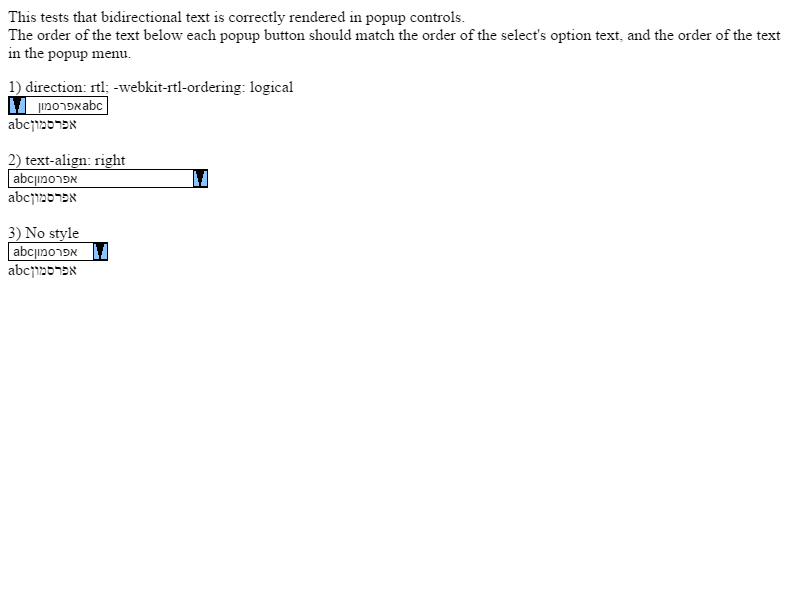 This tests that bidirectional text is correctly rendered in popup controls.
The order of the text below each popup button should match the order of the select's option text, and the order of the text
in the popup menu.
1) direction: rtl; -webkit-rtl-ordering: logical
אפרסמוןabc
abcאפרסמון
2) text-align: right
abcאפרסמון
abcאפרסמון
3) No style
abcאפרסמון
abcאפרסמון